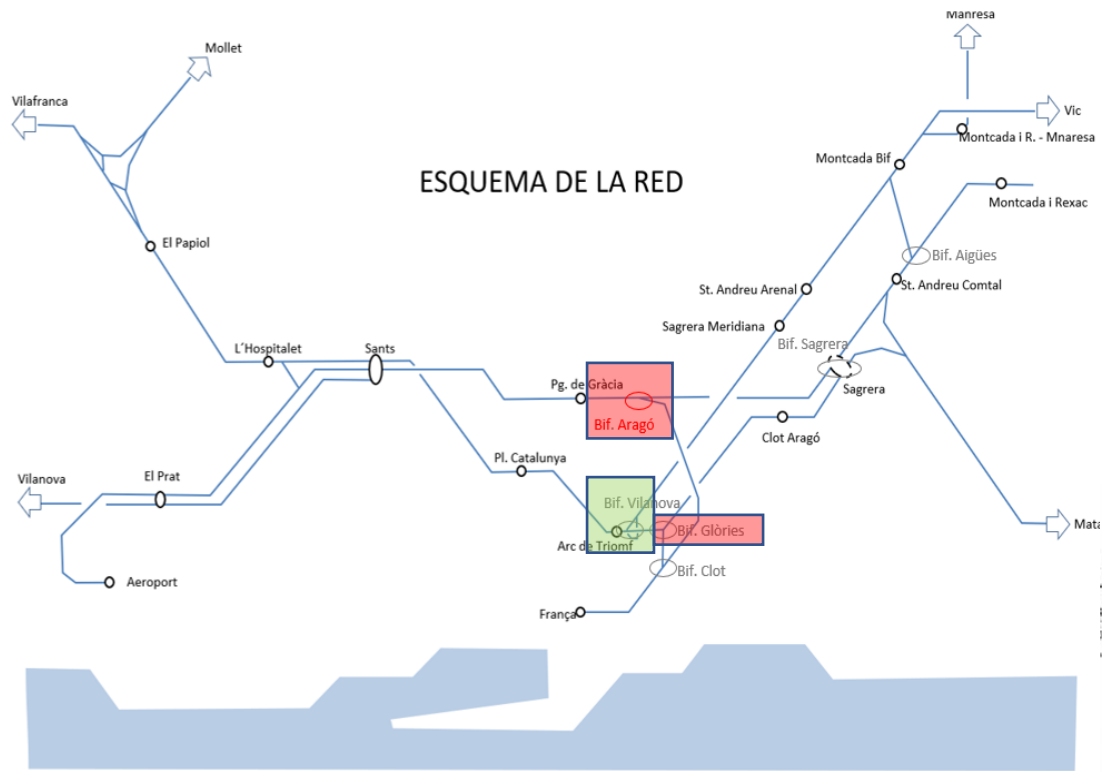 Manresa
Mollet
Vilafranca
Vic
Montcada i R. - Mnaresa
Montcada Bif
ESQUEMA DE LA RED
Montcada i Rexac
El Papiol
Bif. Aigües
St. Andreu Arenal
St. Andreu Comtal
Sagrera Meridiana
Bif. Sagrera
L´Hospitalet
Sants
Pg. de Gràcia
Sagrera
Bif. Aragó
Clot Aragó
Pl. Catalunya
El Prat
Vilanova
Bif. Vilanova
Mata
Bif. Glòries
Arc de Triomf
Bif. Clot
Aeroport
França